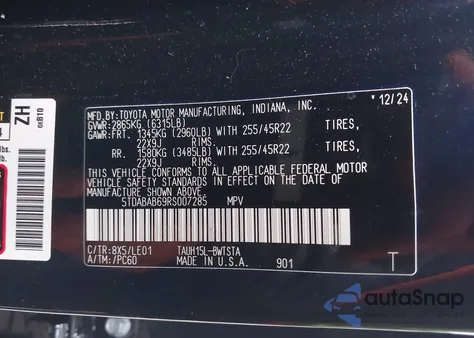 ZH
0cB10
MFD.BY:TOYOTA MOTOR MANUFACTURING, INDIANA, INC. 12/24
GVWR: 2865KG (6315LB)
GAWR:FRT. 1345KG (2960LB) WITH 255/45R22 TIRES,
22X9J RIMS.
RR. 1580KG (3485LB) WITH 255/45R22 TIRES,
22X9J RIMS.
THIS VEHICLE CONFORMS TO ALL APPLICABLE FEDERAL MOTOR
VEHICLE SAFETY STANDARDS IN EFFECT ON THE DATE OF
MANUFACTURE SHOWN ABOVE.
5TDABAB69RS007285 MPV
C/TR:8X5/LE01 TAUH15L-BWTSTA
A/TM:/PC60 MADE IN U.S.A. 901 T
autoSnap